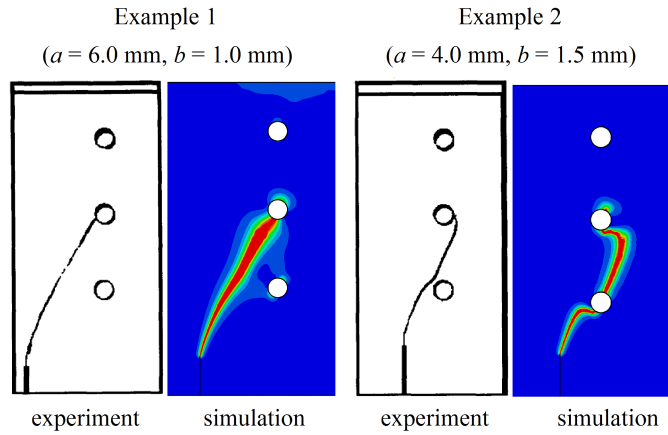 Example 1
(a = 6.0 mm, b = 1.0 mm)
Example 2
(a = 4.0 mm, b = 1.5 mm)
experiment
simulation
experiment
simulation